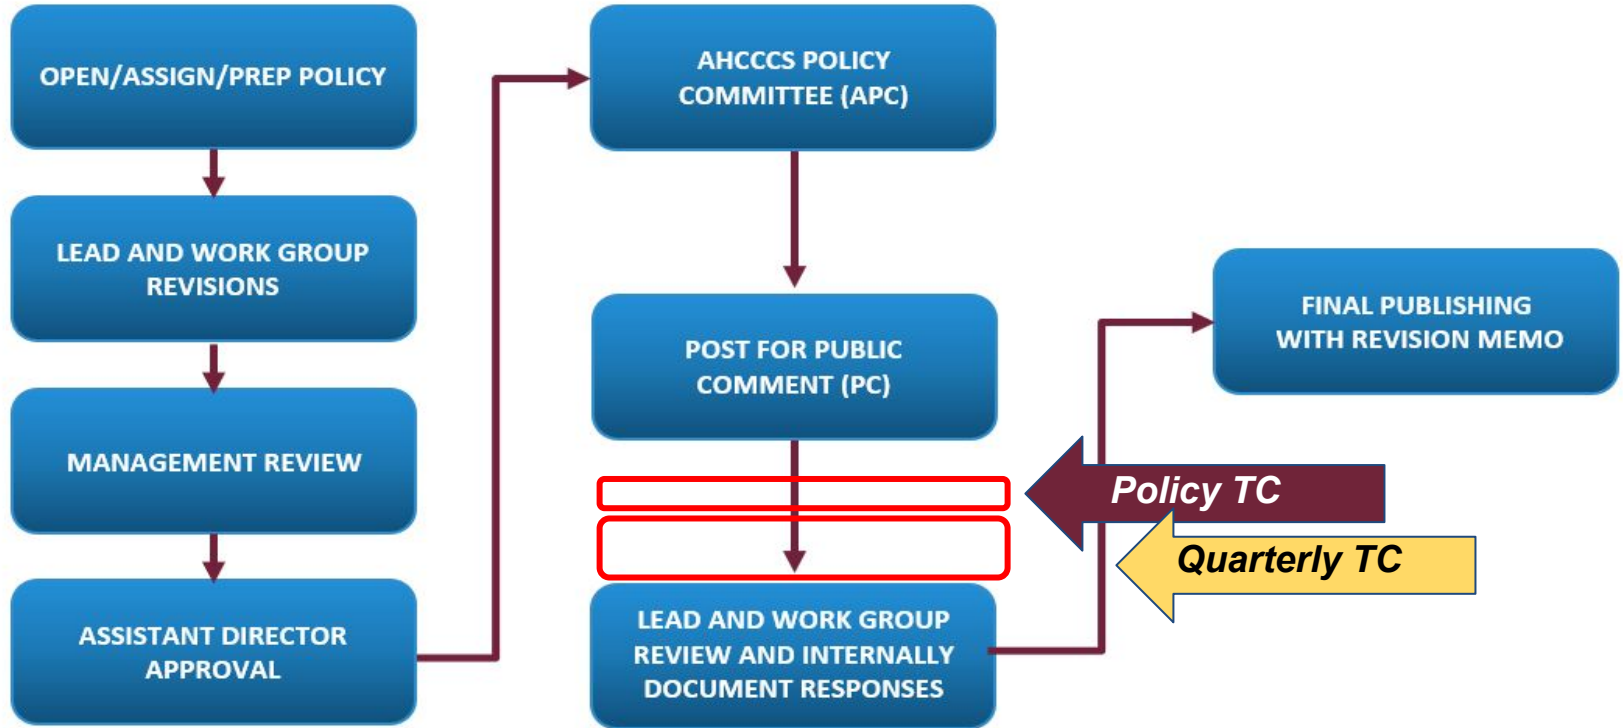 OPEN/ASSIGN/PREP POLICY
LEAD AND WORK GROUP
REVISIONS
MANAGEMENT REVIEW
ASSISTANT DIRECTOR
APPROVAL
AHCCCS POLICY
COMMITTEE (APC)
POST FOR PUBLIC
COMMENT (PC)
Policy TC
Quarterly TC
LEAD AND WORK GROUP
REVIEW AND INTERNALLY
DOCUMENT RESPONSES
FINAL PUBLISHING
WITH REVISION MEMO